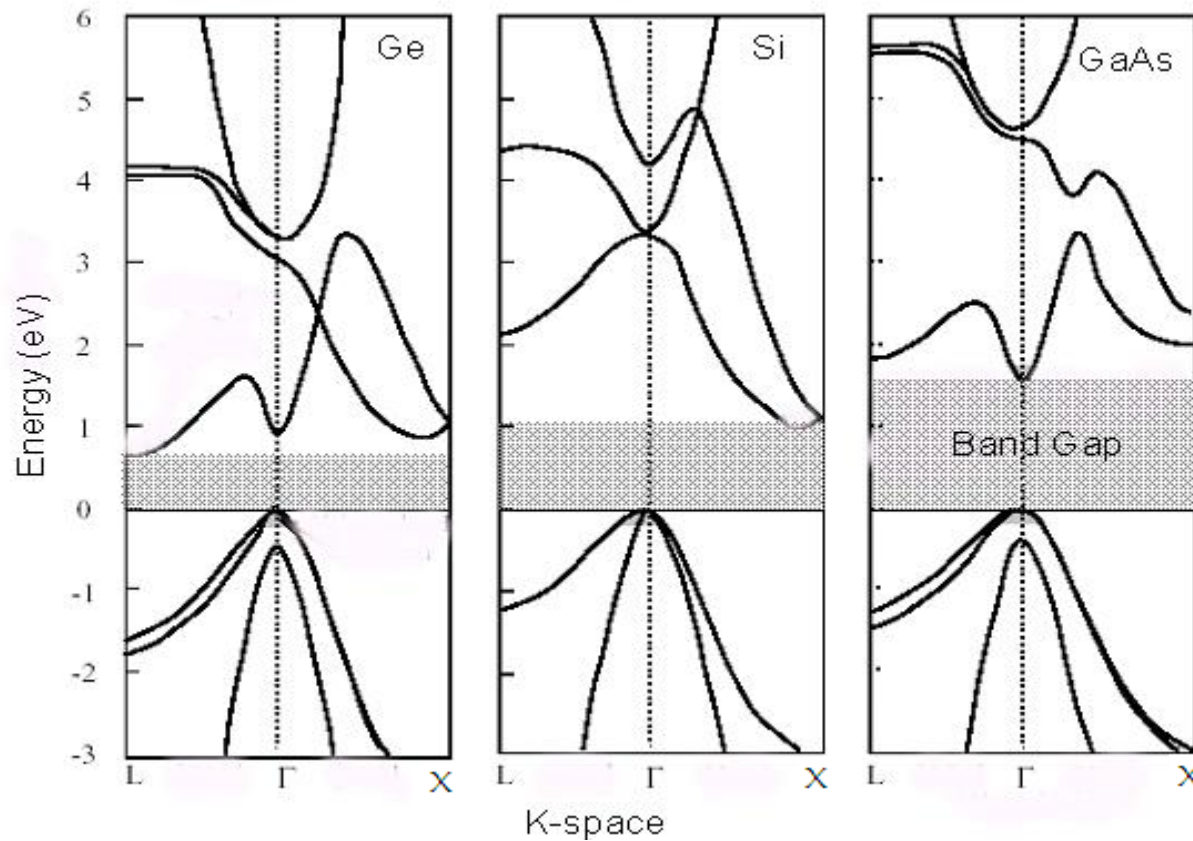 Ge
Si
GaAs
Energy (eV)
6
5
4
3
2
1
0
-1
-2
-3
Band Gap
L Γ X
L Γ X
L Γ X
K-space